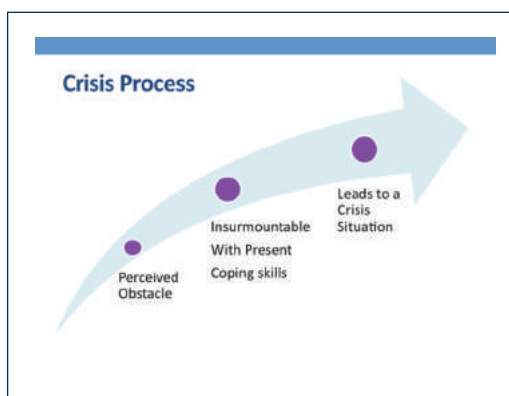 Crisis Process
Perceived
Obstacle
Insurmountable
With Present
Coping skills
Leads to a
Crisis
Situation